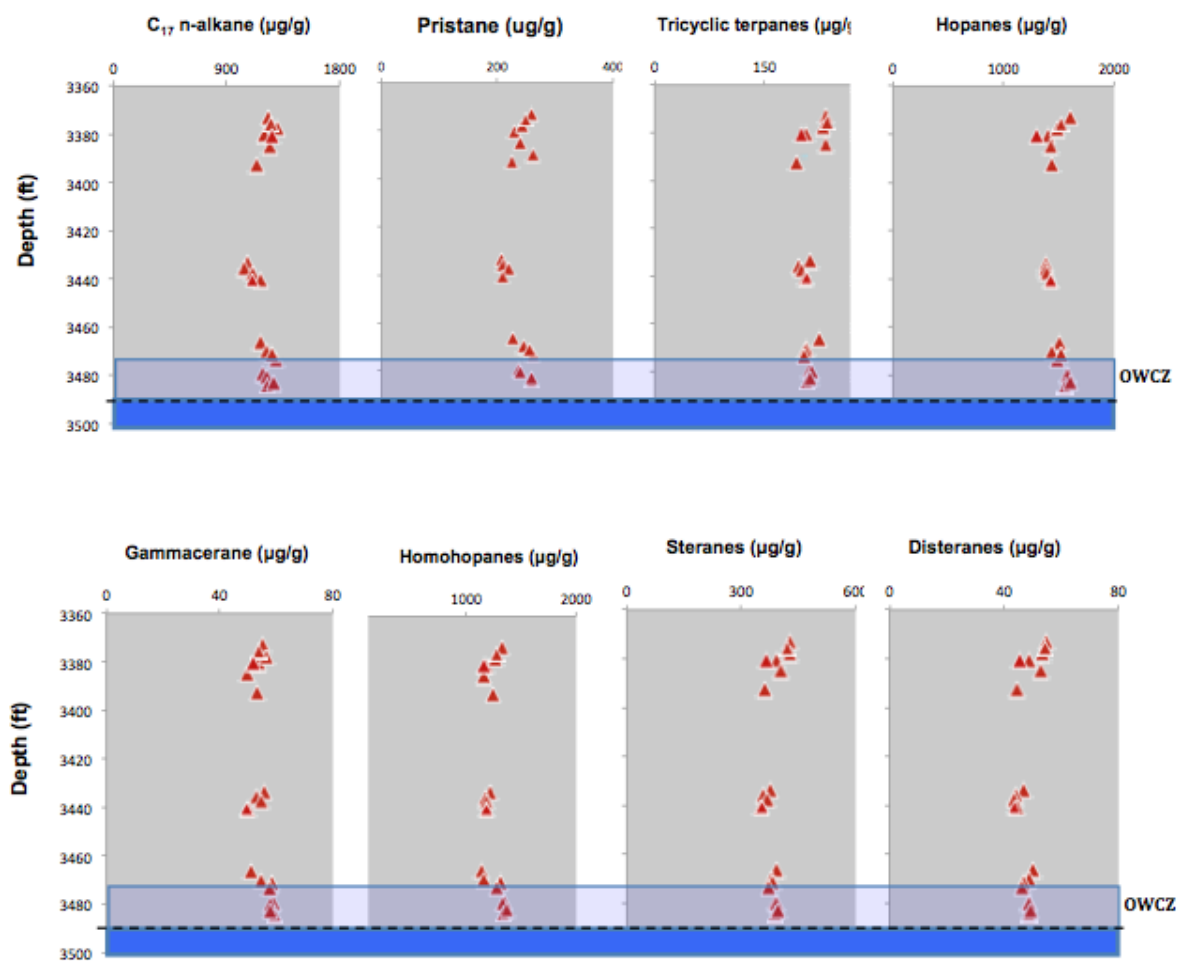 C₁₇ n-alkane (µg/g) Pristane (ug/g) Tricyclic terpanes (µg/g Hopanes (µg/g)
0 900 1800 0 200 400 0 150 0 1000 2000
3360
3380
3400
3420
3440
3460
3480
3500
Depth (ft)
OWCZ
Gammacerane (µg/g) Homohopanes (µg/g) Steranes (µg/g) Disteranes (µg/g)
0 40 80 1000 2000 0 300 600 0 40 80
3360
3380
3400
3420
3440
3460
3480
3500
Depth (ft)
OWCZ